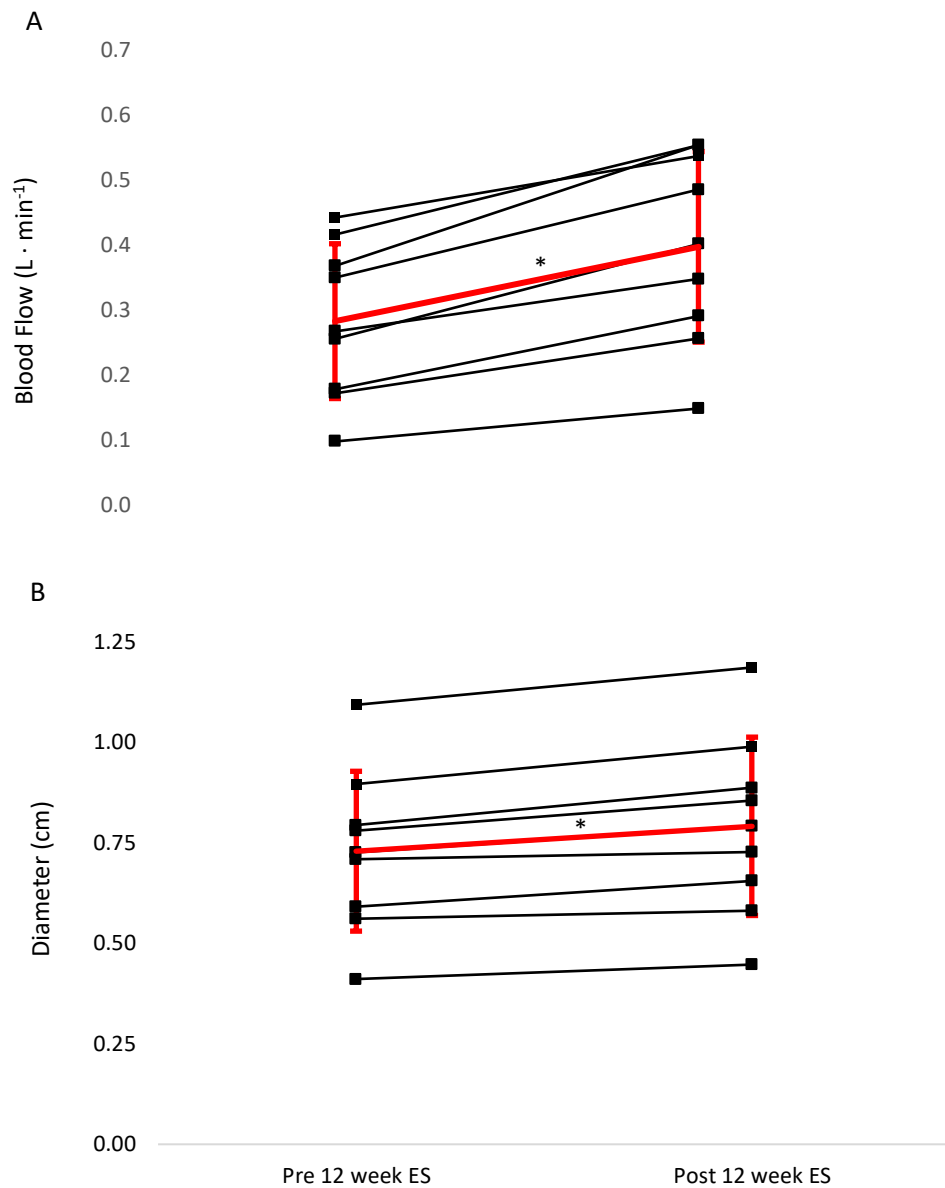 A
0.7
0.6
0.5
0.4
0.3
0.2
0.1
0.0
Blood Flow (L · min⁻¹)
*
B
1.25
1.00
0.75
0.50
0.25
0.00
Diameter (cm)
*
Pre 12 week ES
Post 12 week ES